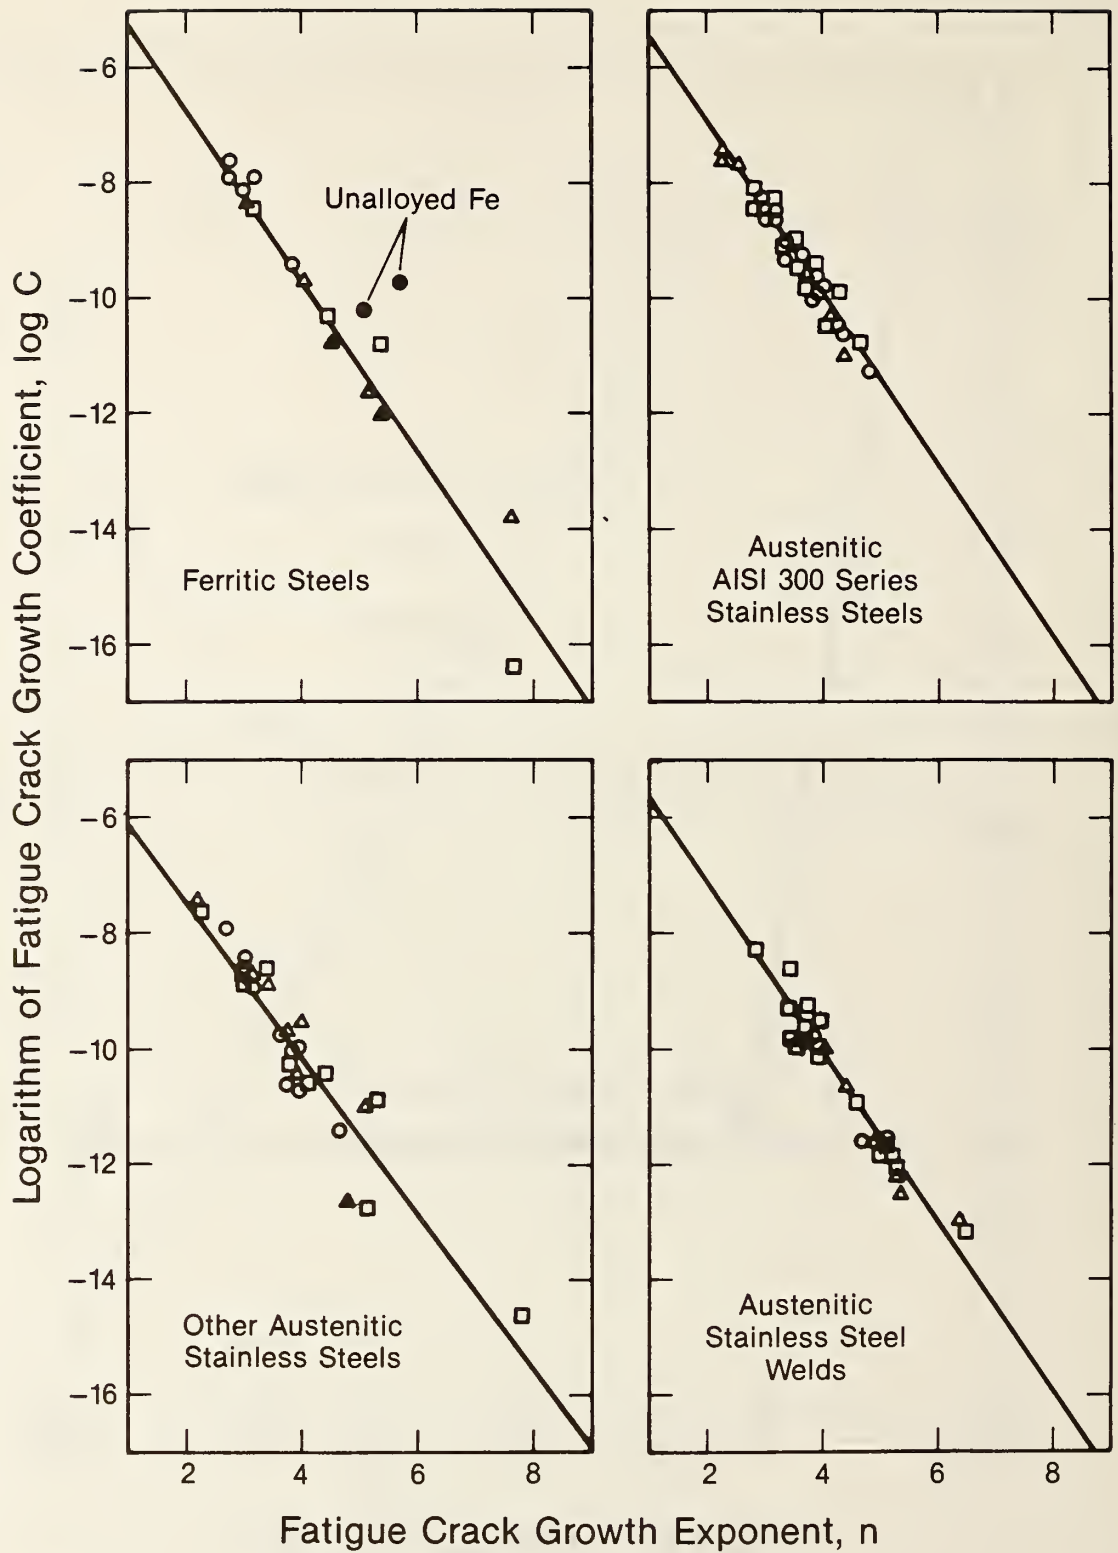 Logarithm of Fatigue Crack Growth Coefficient, log C
−6
−8
−10
−12
−14
−16
Unalloyed Fe
Ferritic Steels
Austenitic
AISI 300 Series
Stainless Steels
−6
−8
−10
−12
−14
−16
Other Austenitic
Stainless Steels
Austenitic
Stainless Steel
Welds
2 4 6 8
2 4 6 8
Fatigue Crack Growth Exponent, n